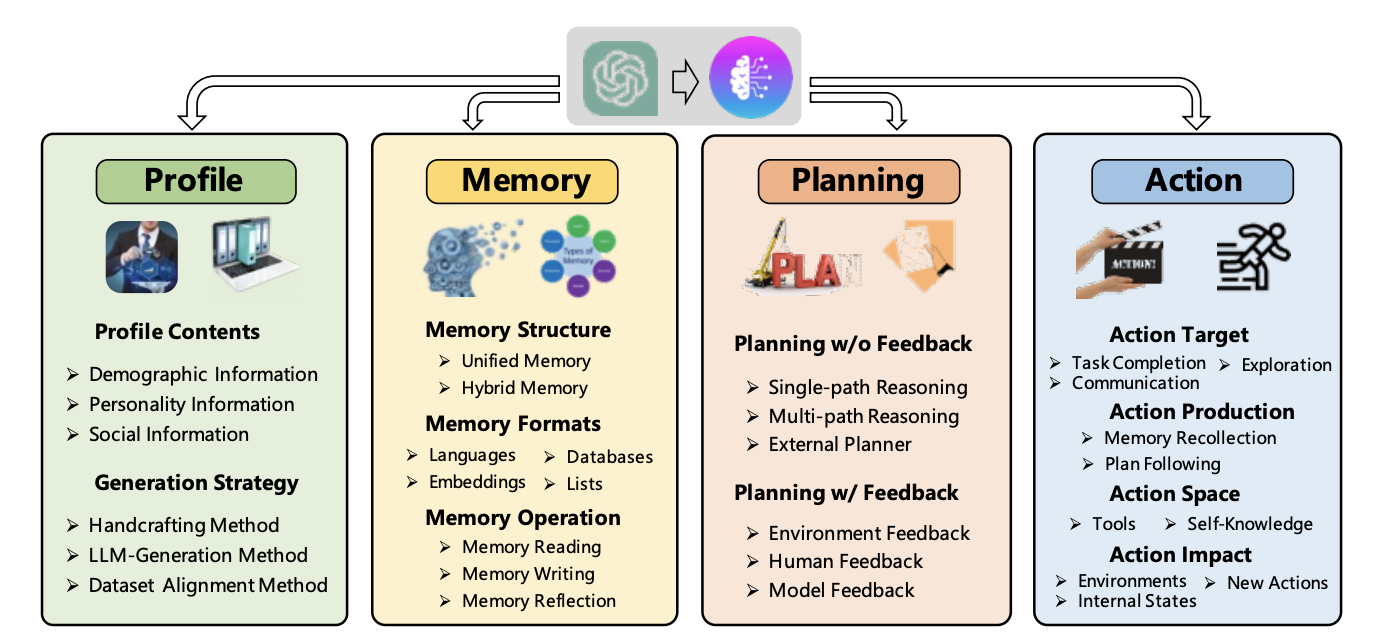 Profile
Profile Contents
Demographic Information
Personality Information
Social Information
Generation Strategy
Handcrafting Method
LLM-Generation Method
Dataset Alignment Method
Memory
Types of
Memory
Memory Structure
Unified Memory
Hybrid Memory
Memory Formats
Languages Databases
Embeddings Lists
Memory Operation
Memory Reading
Memory Writing
Memory Reflection
Planning
PLAN
Planning w/o Feedback
Single-path Reasoning
Multi-path Reasoning
External Planner
Planning w/ Feedback
Environment Feedback
Human Feedback
Model Feedback
Action
ACTION!
Action Target
Task Completion Exploration
Communication
Action Production
Memory Recollection
Plan Following
Action Space
Tools Self-Knowledge
Action Impact
Environments New Actions
Internal States